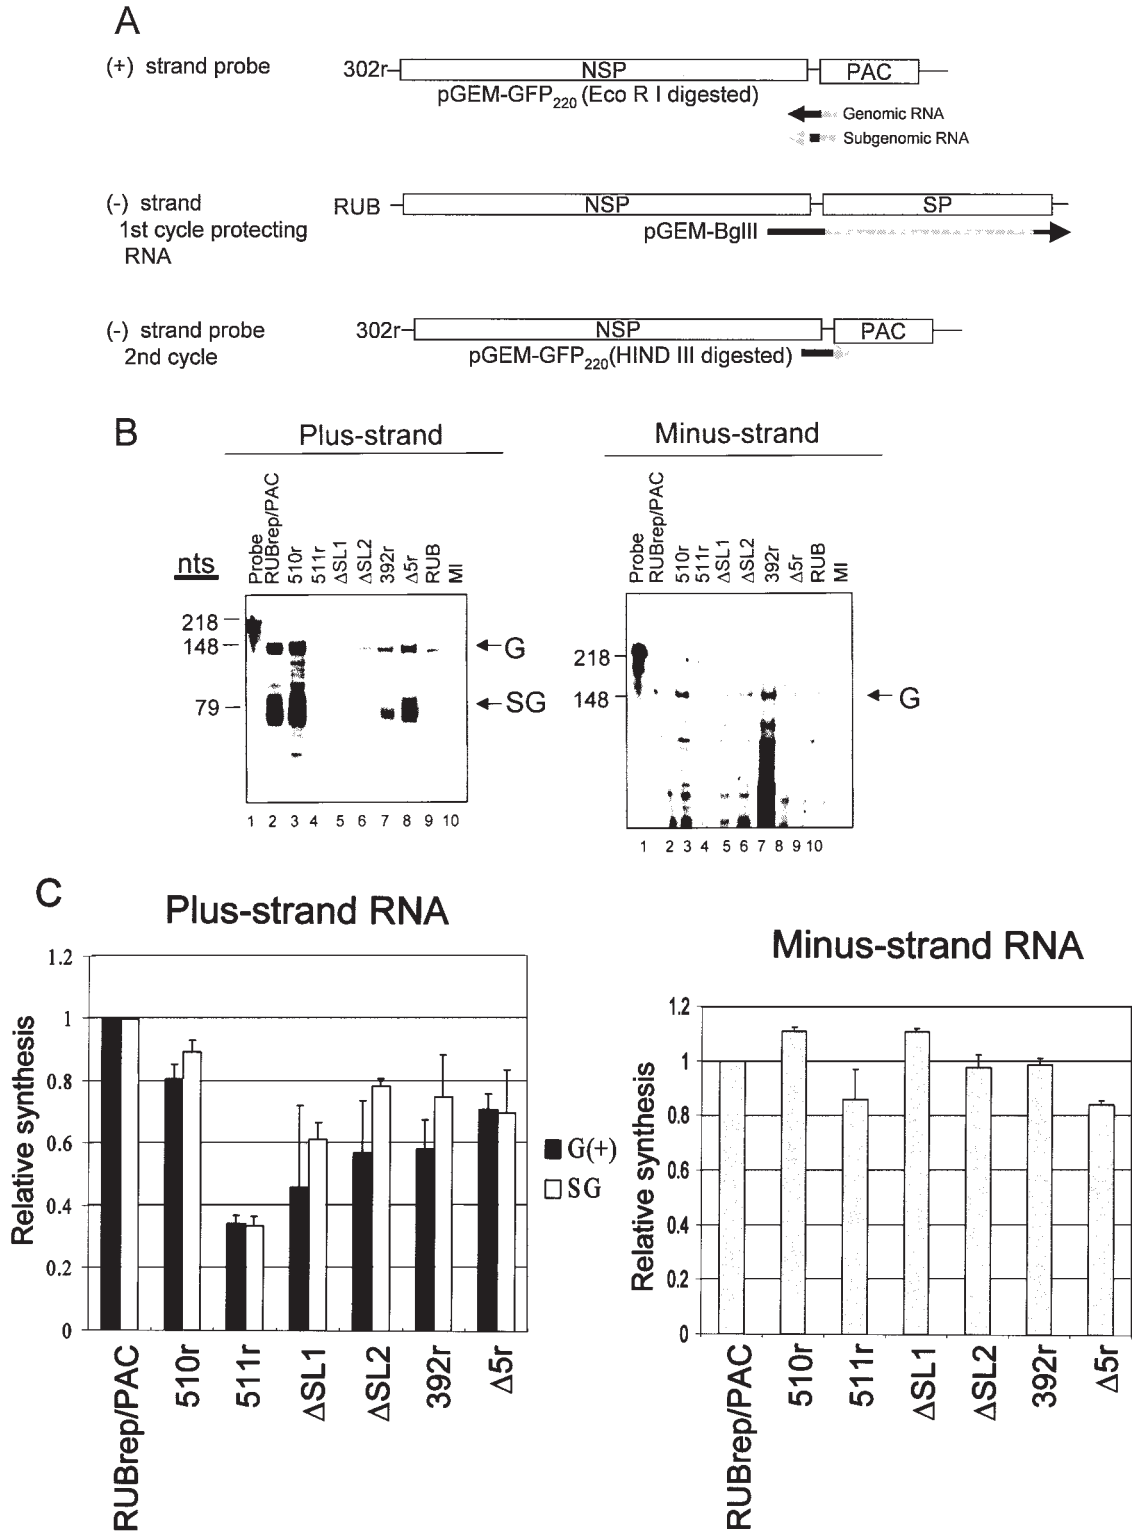 A
(+) strand probe
302r
NSP
PAC
pGEM-GFP220 (Eco R I digested)
Genomic RNA
Subgenomic RNA
(-) strand
1st cycle protecting
RNA
RUB
NSP
SP
pGEM-BglII
(-) strand probe
2nd cycle
302r
NSP
PAC
pGEM-GFP220(HIND III digested)
B
Plus-strand
nts
Probe
RUBrep/PAC
510r
511r
ΔSL1
ΔSL2
392r
Δ5r
RUB
MI
218
148
79
G
SG
1 2 3 4 5 6 7 8 9 10
Minus-strand
Probe
RUBrep/PAC
510r
511r
ΔSL1
ΔSL2
392r
Δ5r
RUB
MI
218
148
G
1 2 3 4 5 6 7 8 9 10
C
Plus-strand RNA
Relative synthesis
1.2
1
0.8
0.6
0.4
0.2
0
G(+)
SG
RUBrep/PAC
510r
511r
ΔSL1
ΔSL2
392r
Δ5r
Minus-strand RNA
Relative synthesis
1.2
1
0.8
0.6
0.4
0.2
0
RUBrep/PAC
510r
511r
ΔSL1
ΔSL2
392r
Δ5r